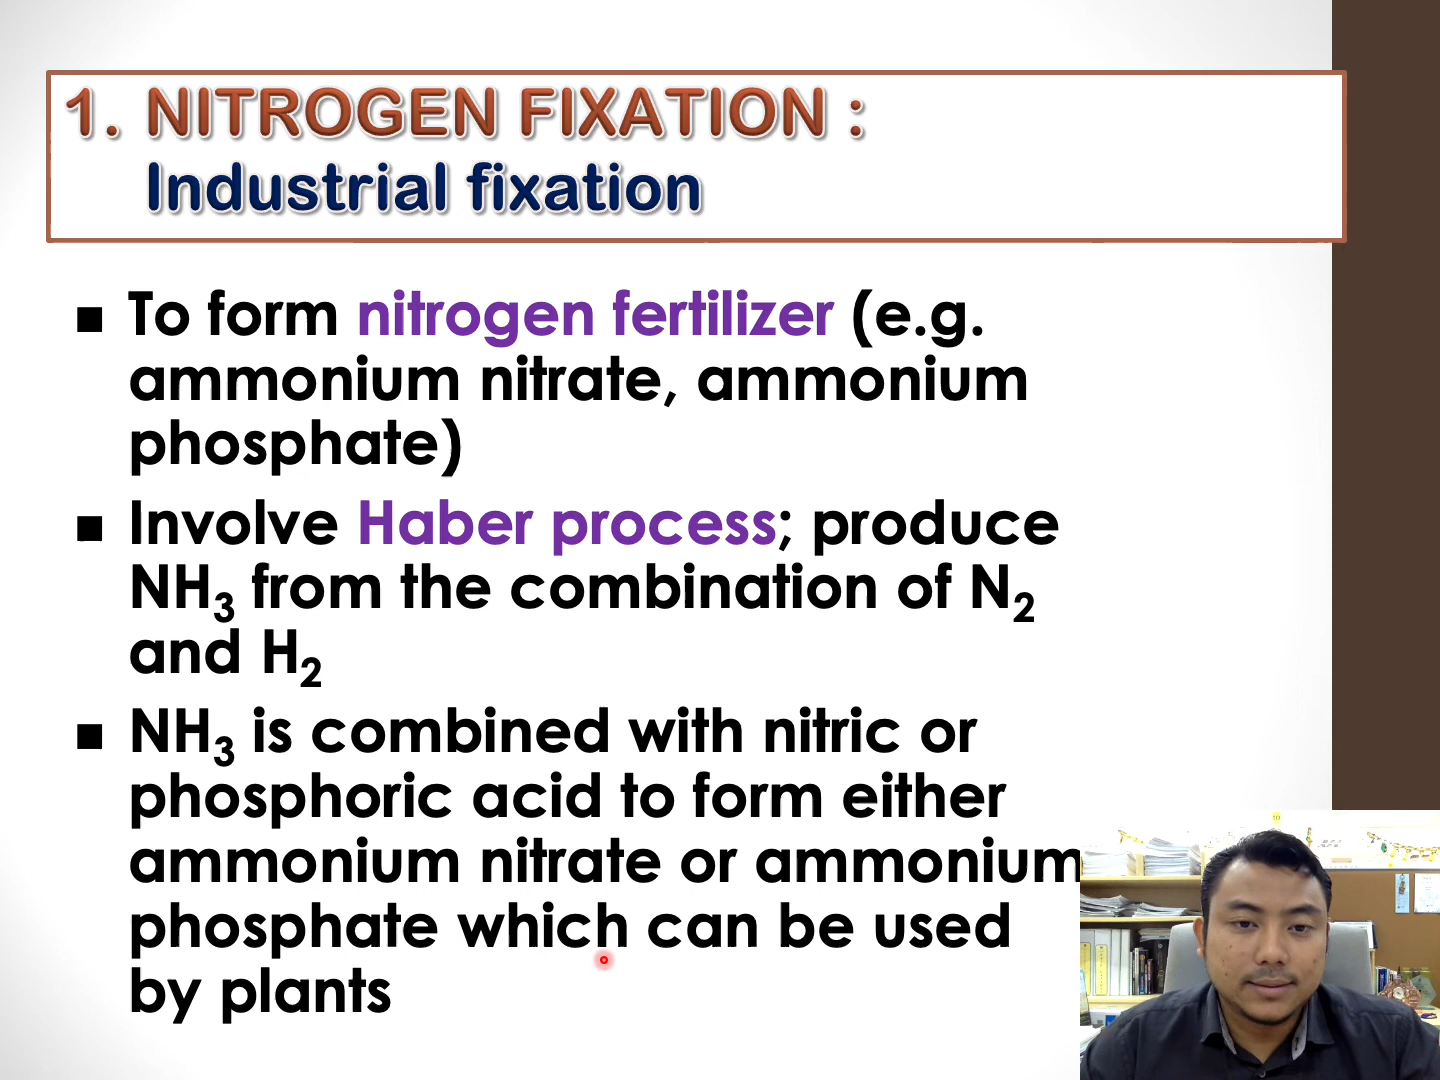 1. NITROGEN FIXATION :
Industrial fixation
■ To form nitrogen fertilizer (e.g.
ammonium nitrate, ammonium
phosphate)
■ Involve Haber process; produce
NH₃ from the combination of N₂
and H₂
■ NH₃ is combined with nitric or
phosphoric acid to form either
ammonium nitrate or ammonium
phosphate which can be used
by plants